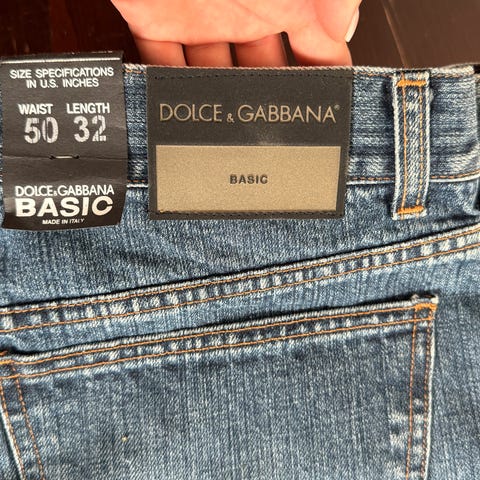 SIZE SPECIFICATIONS
IN U.S. INCHES
WAIST LENGTH
50 32
DOLCE & GABBANA
BASIC
MADE IN ITALY
DOLCE & GABBANA®
BASIC